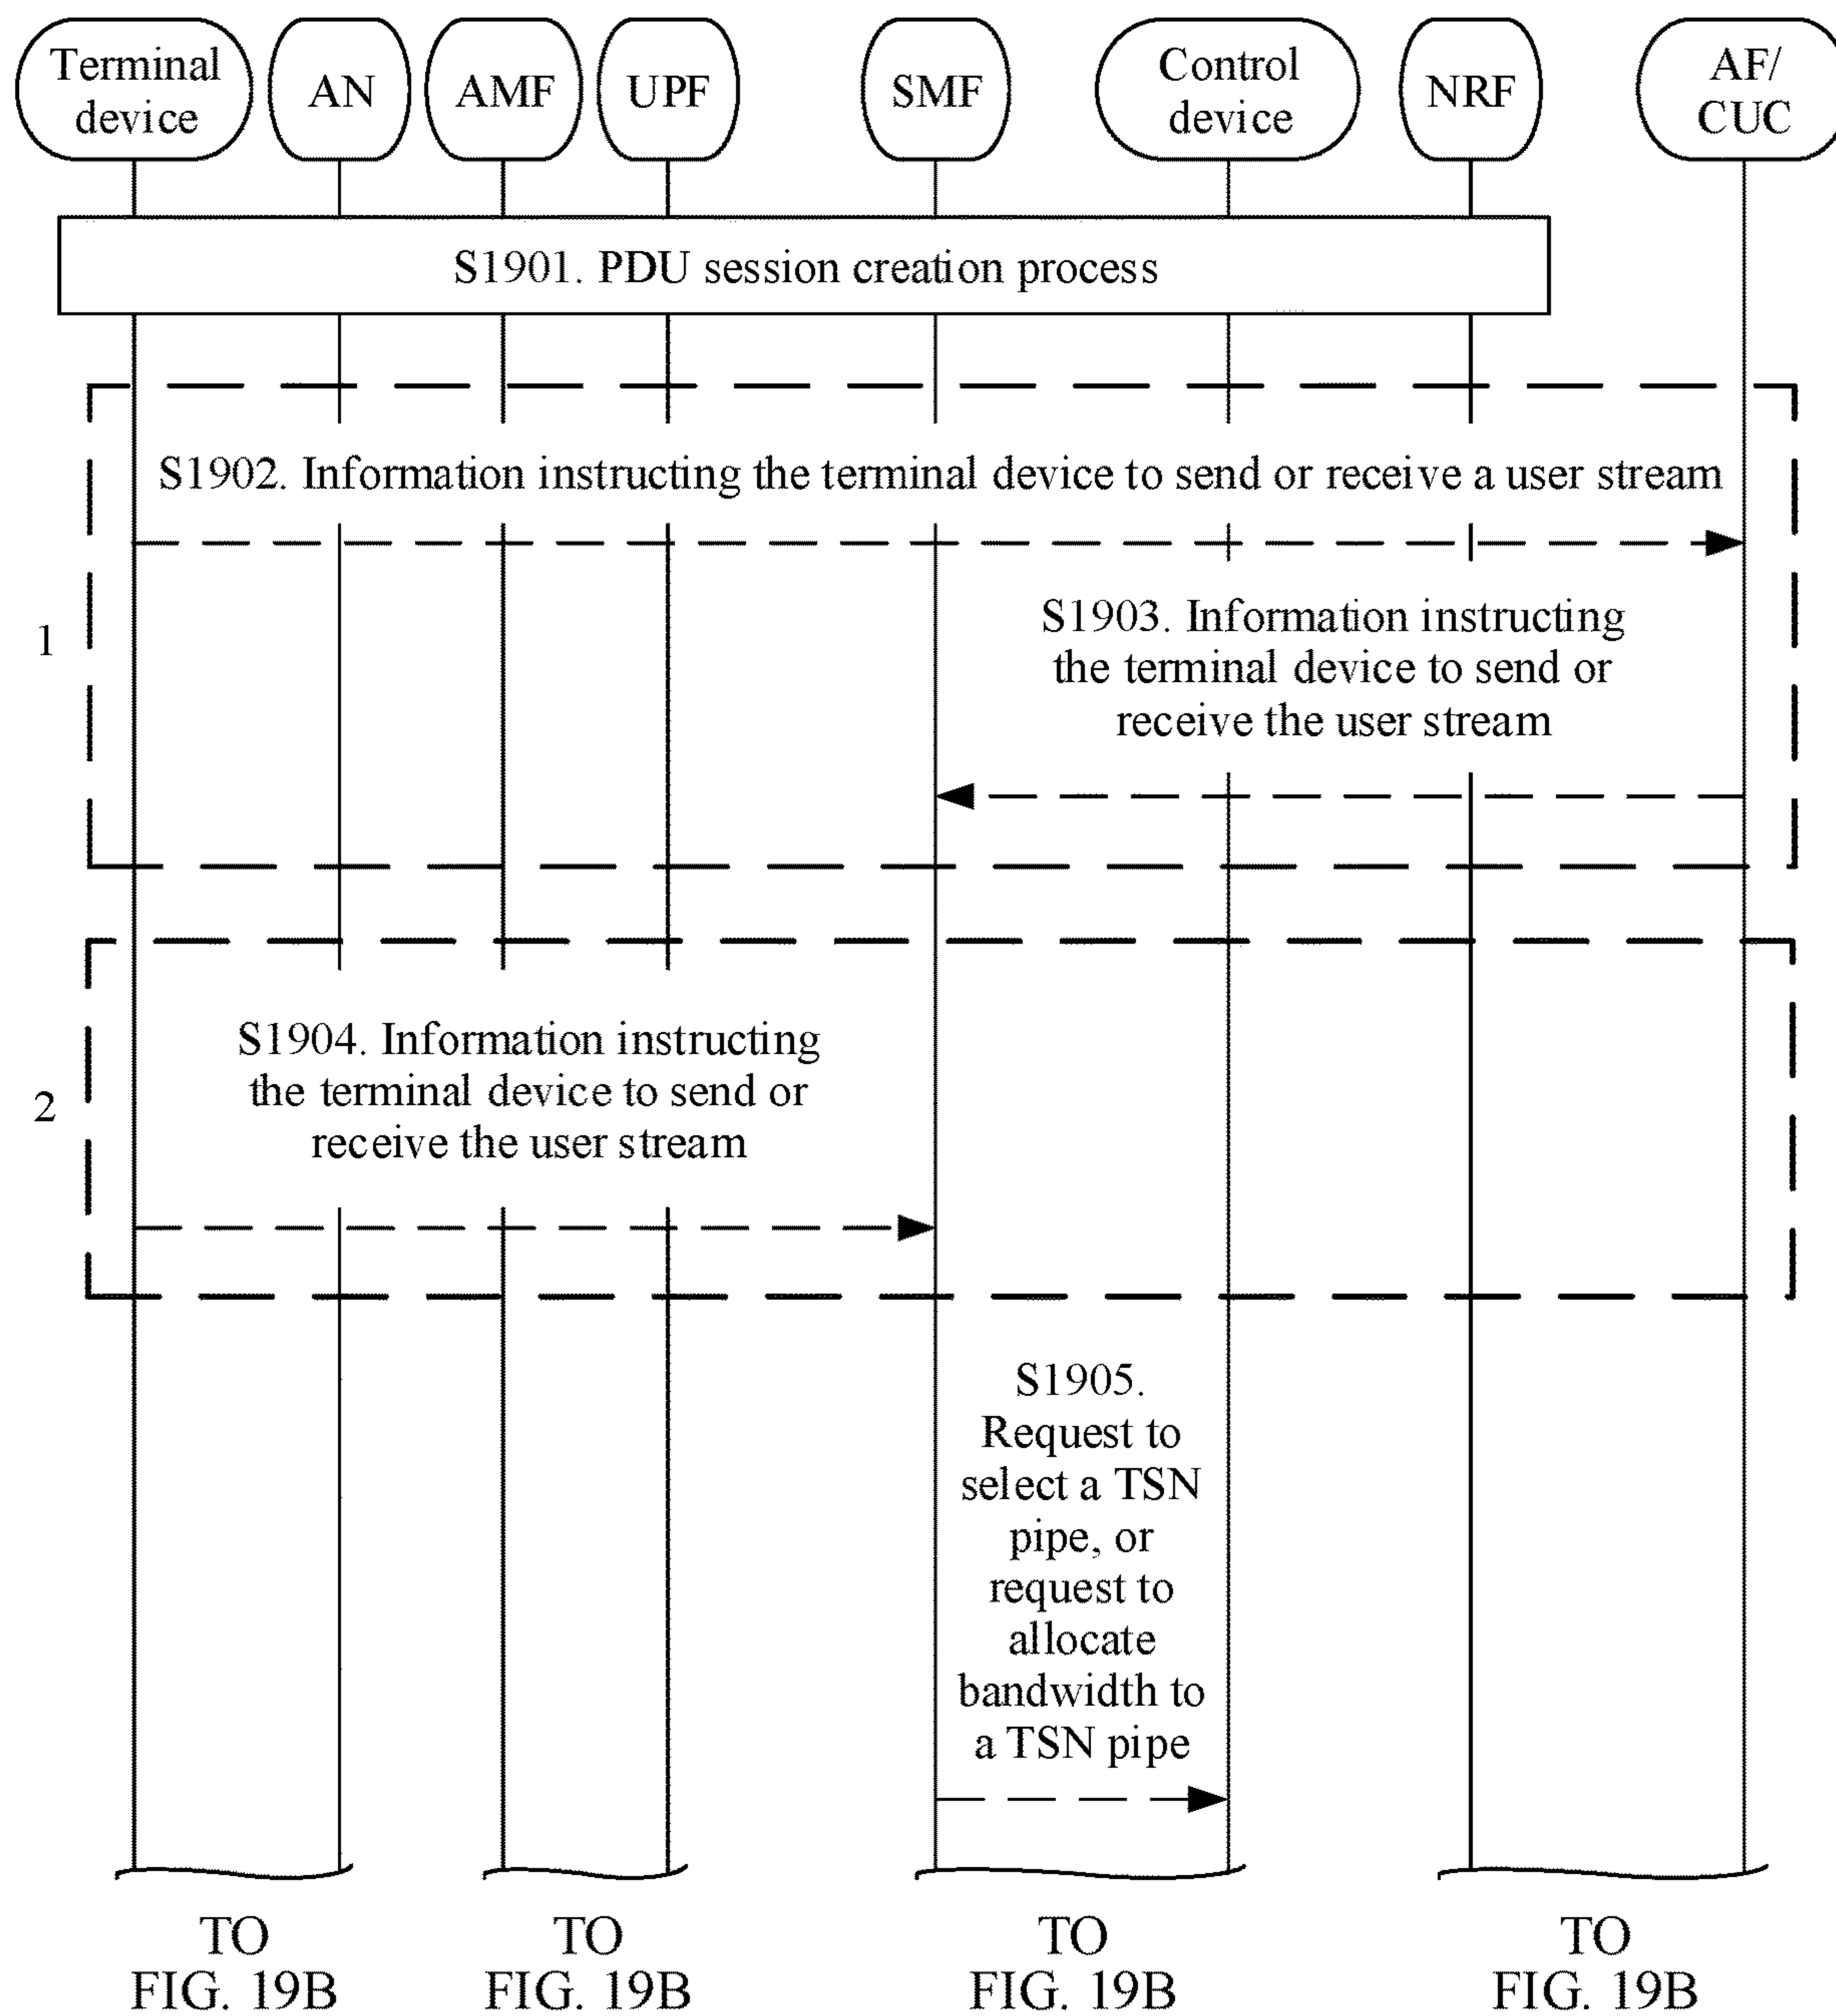 Terminal
device
AN
AMF
UPF
SMF
Control
device
NRF
AF/
CUC
S1901. PDU session creation process
S1902. Information instructing the terminal device to send or receive a user stream
1
S1903. Information instructing
the terminal device to send or
receive the user stream
2
S1904. Information instructing
the terminal device to send or
receive the user stream
S1905.
Request to
select a TSN
pipe, or
request to
allocate
bandwidth to
a TSN pipe
TO
FIG. 19B
TO
FIG. 19B
TO
FIG. 19B
TO
FIG. 19B